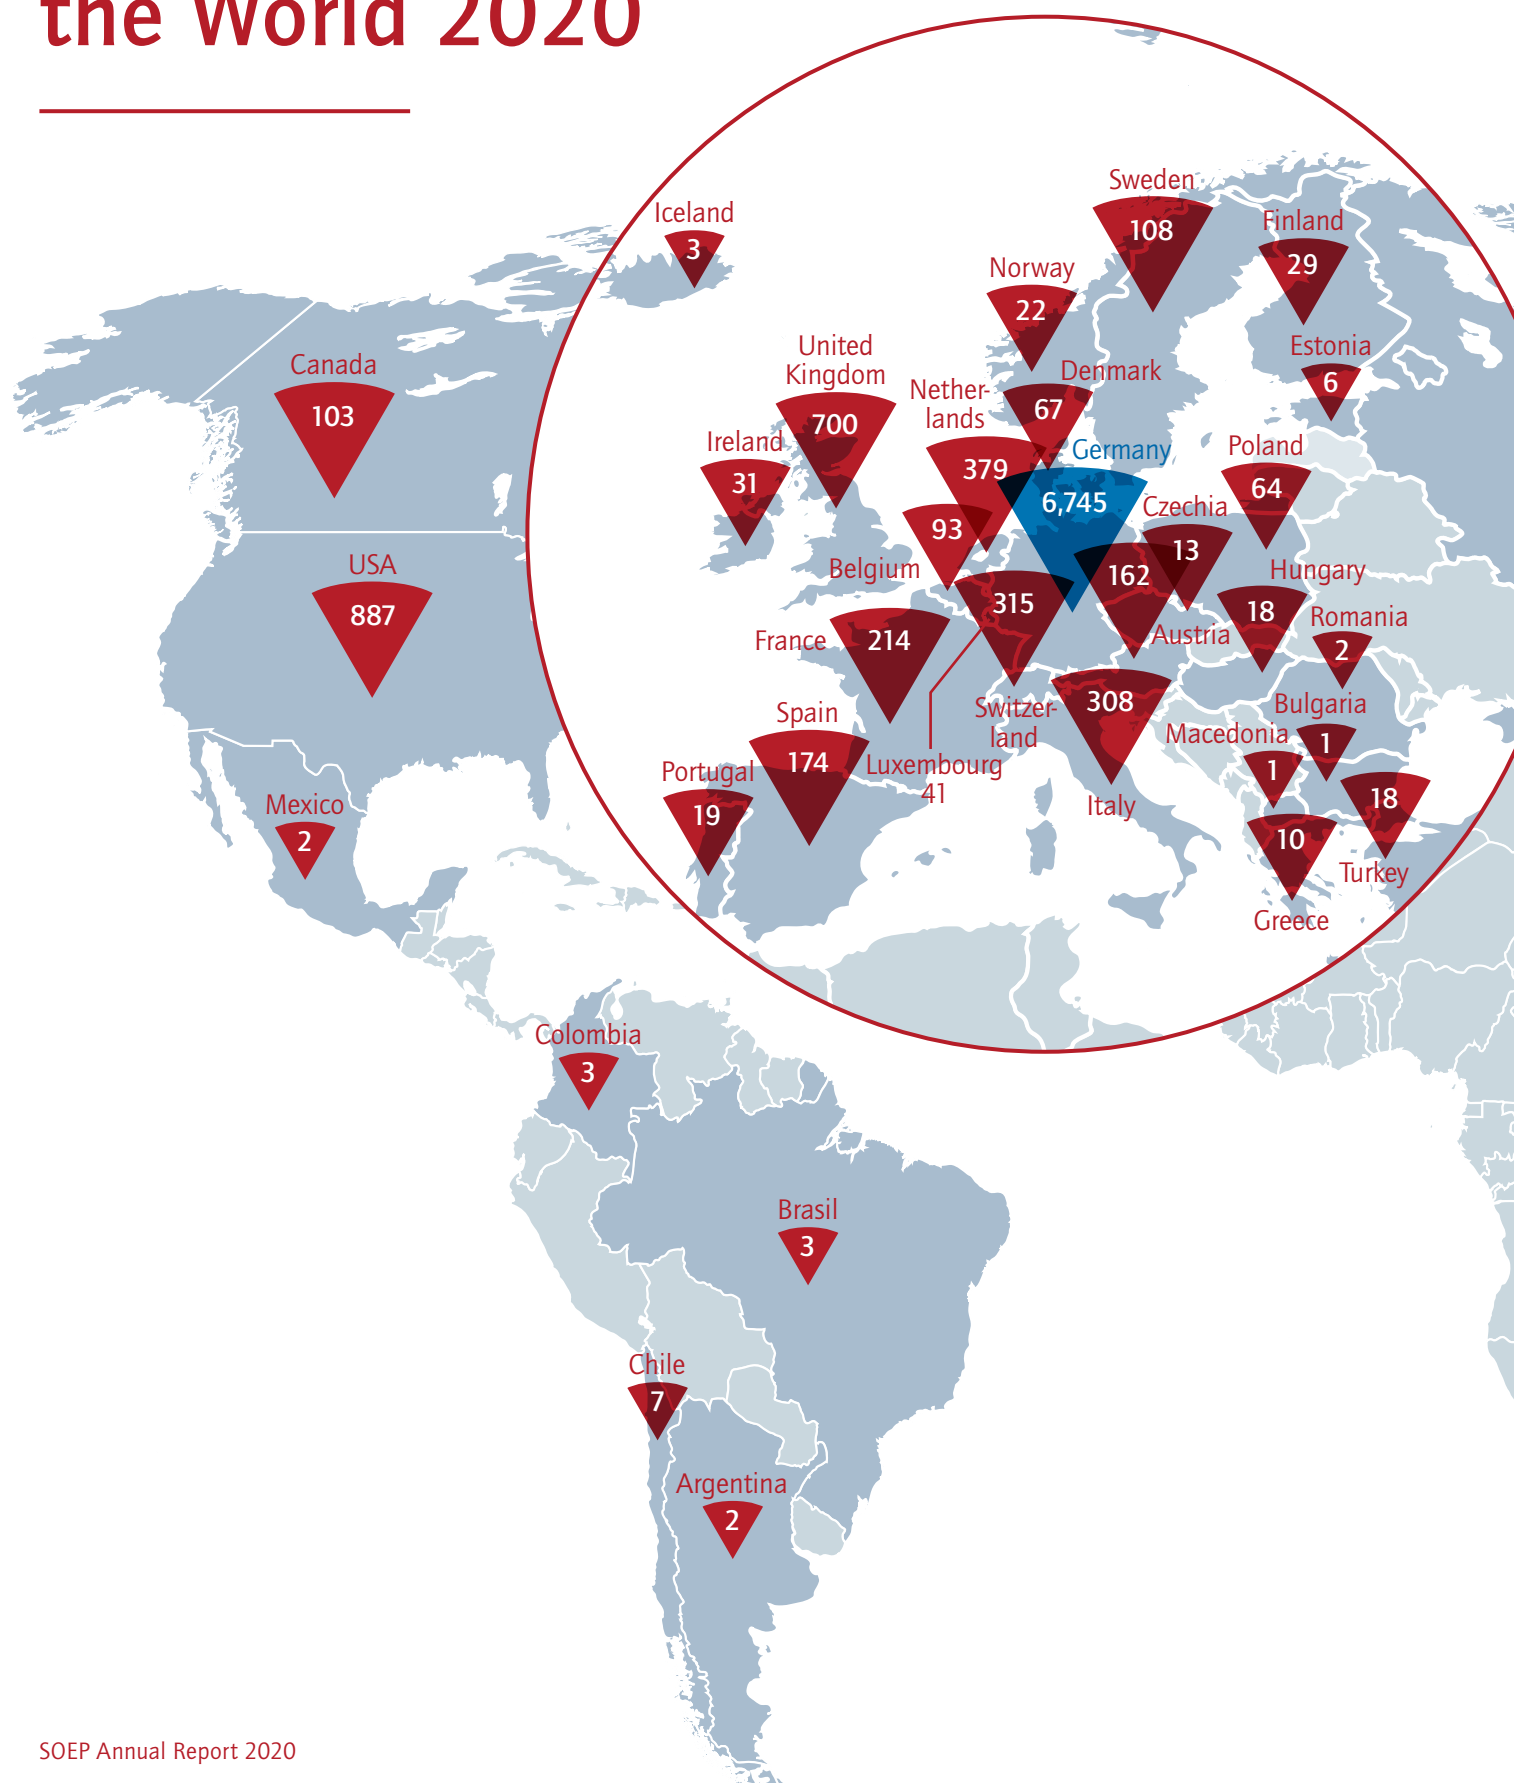 the World 2020
Iceland
3
Sweden
108
Finland
29
Norway
22
Estonia
6
United
Kingdom
700
Denmark
67
Nether-
lands
379
Ireland
31
Germany
6,745
Poland
64
Czechia
13
93
Belgium
162
Austria
Hungary
18
315
Switzer-
land
Romania
2
France
214
308
Italy
Bulgaria
1
Spain
174
Macedonia
1
Luxembourg
41
Portugal
19
18
Turkey
10
Greece
Canada
103
USA
887
Mexico
2
Colombia
3
Brasil
3
Chile
7
Argentina
2
SOEP Annual Report 2020